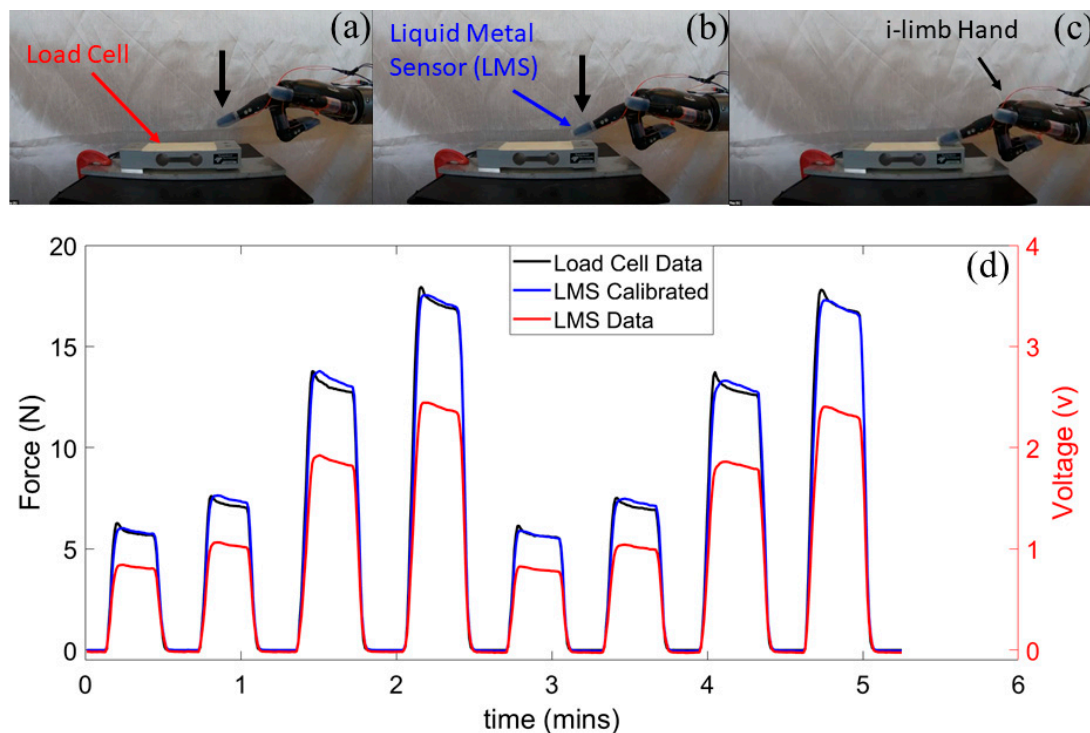 (a)
Load Cell
(b)
Liquid Metal
Sensor (LMS)
(c)
i-limb Hand
(d)
Load Cell Data
LMS Calibrated
LMS Data
Force (N)
20
15
10
5
0
Voltage (v)
4
3
2
1
0
0 1 2 3 4 5 6
time (mins)